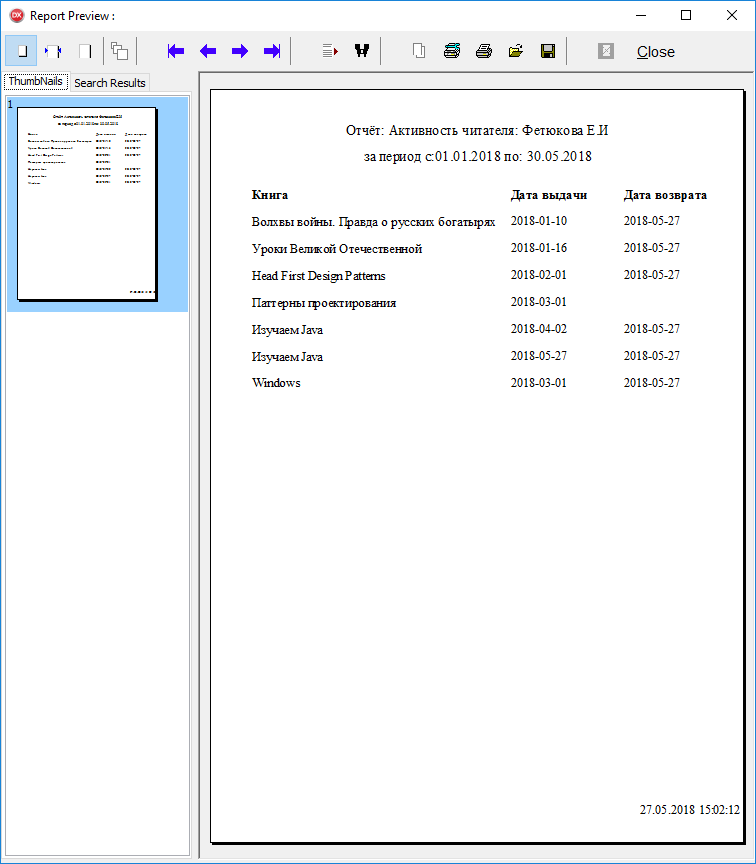 DX Report Preview :
Close
ThumbNails Search Results
1
Отчёт: Активность читателя: Фетюкова Е.И
за период с:01.01.2018 по: 30.05.2018
Книга Дата выдачи Дата возврата
Волхвы войны. Правда о русских богатырях 2018-01-10 2018-05-27
Уроки Великой Отечественной 2018-01-16 2018-05-27
Head First Design Patterns 2018-02-01 2018-05-27
Паттерны проектирования 2018-03-01
Изучаем Java 2018-04-02 2018-05-27
Изучаем Java 2018-05-27 2018-05-27
Windows 2018-03-01 2018-05-27
27.05.2018 15:02:12